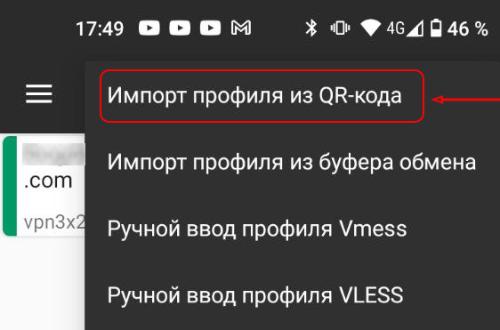 17:49 4G 46 %
Импорт профиля из QR-кода
Импорт профиля из буфера обмена
.com
vpn3x2
Ручной ввод профиля Vmess
Ручной ввод профиля VLESS